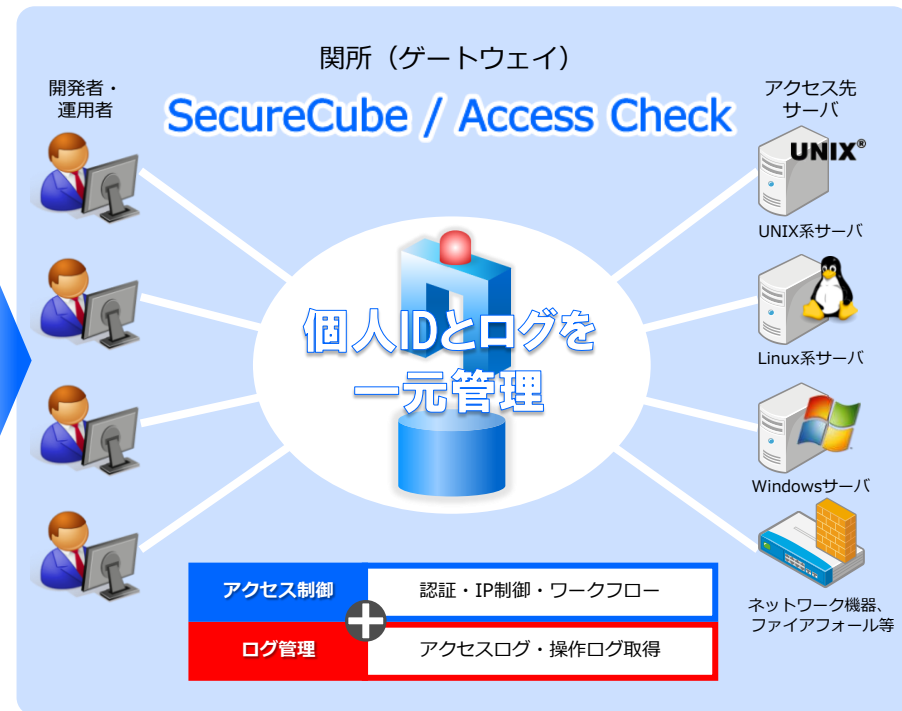 関所（ゲートウェイ）
開発者・
運用者
SecureCube / Access Check
アクセス先
サーバ
UNIX®
UNIX系サーバ
個人IDとログを
一元管理
Linux系サーバ
Windowsサーバ
アクセス制御
認証・IP制御・ワークフロー
ログ管理
アクセスログ・操作ログ取得
ネットワーク機器、
ファイアフォール等